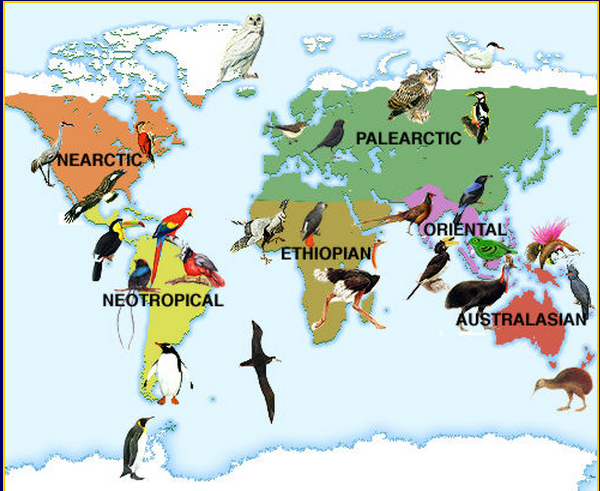 PALEARCTIC
NEARCTIC
ORIENTAL
ETHIOPIAN
NEOTROPICAL
AUSTRALASIAN